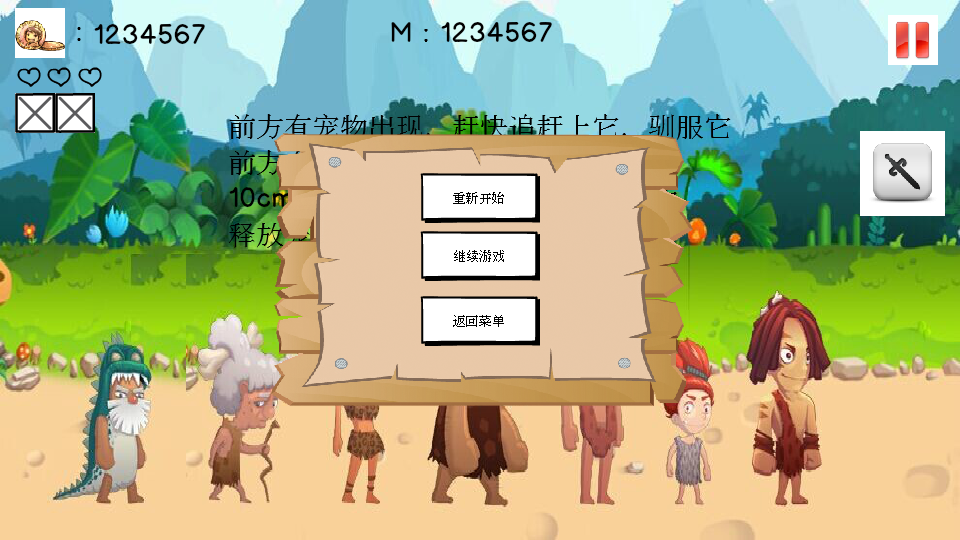 : 1234567
M : 1234567
前方有宠物出现，赶快追赶上它，驯服它
前方
10cm
释放
重新开始
继续游戏
返回菜单